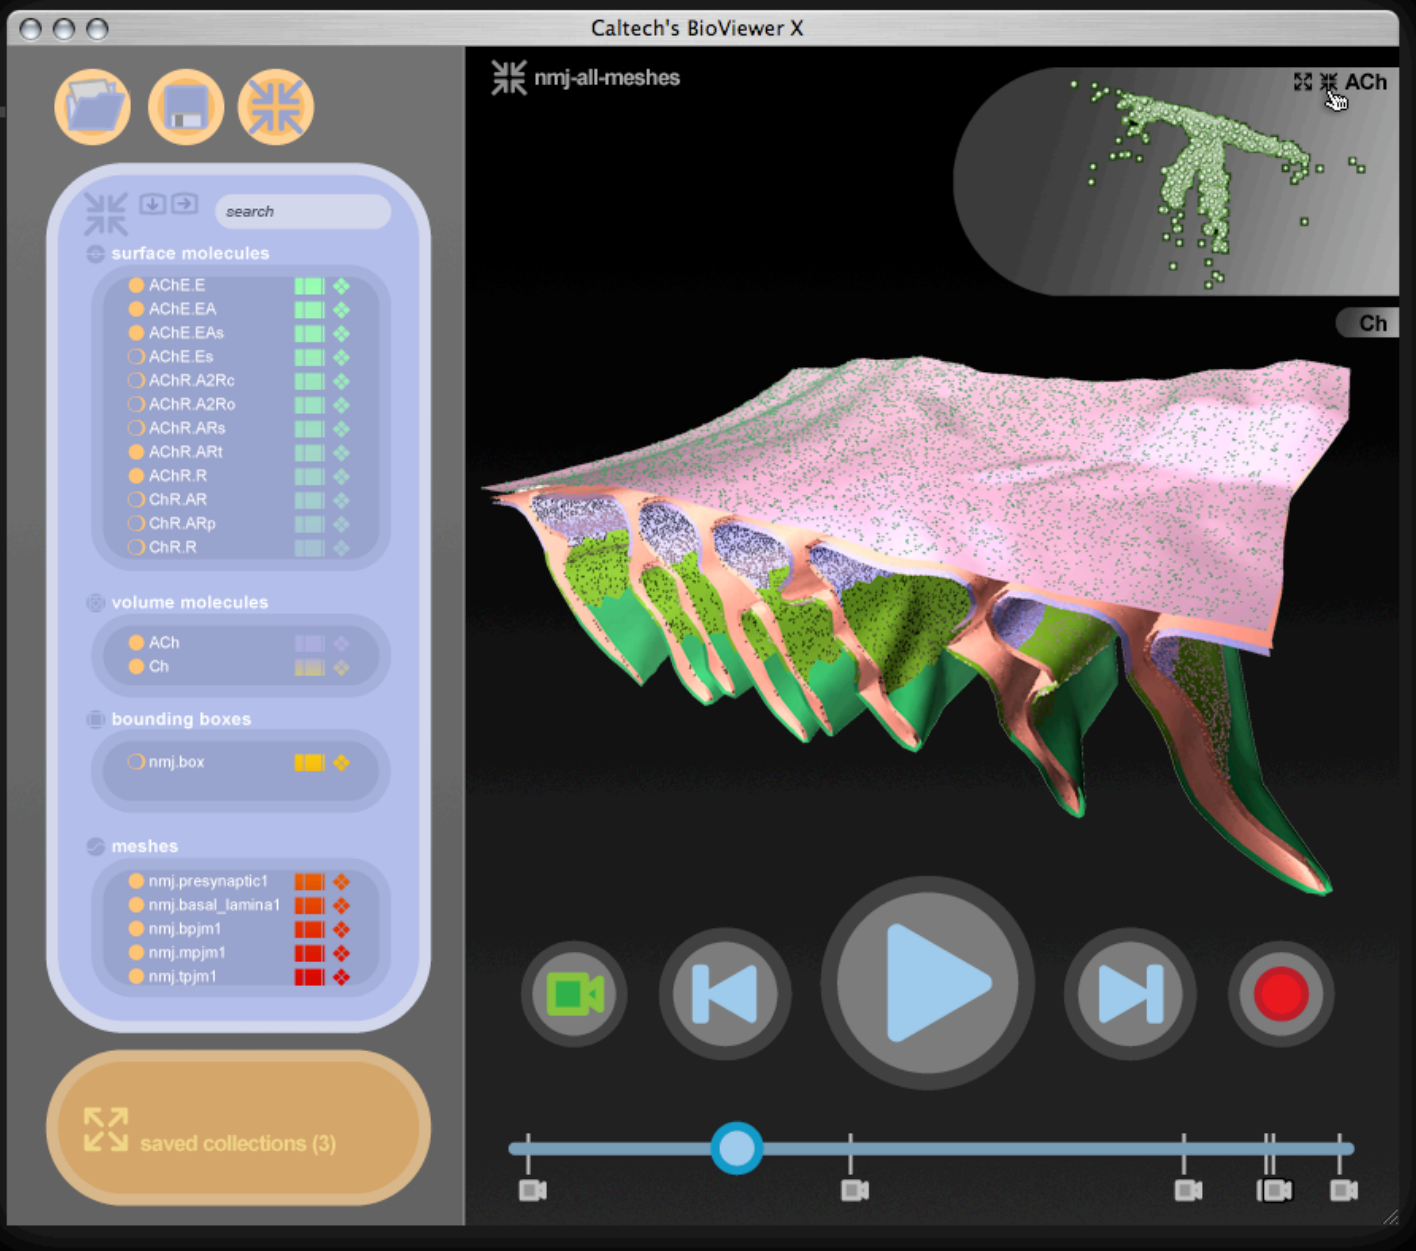 Caltech's BioViewer X
nmj-all-meshes
ACh
Ch
search
surface molecules
AChE.E
AChE.EA
AChE.EAs
AChE.Es
AChR.A2Rc
AChR.A2Ro
AChR.ARs
AChR.ARt
AChR.R
ChR.AR
ChR.ARp
ChR.R
volume molecules
ACh
Ch
bounding boxes
nmj.box
meshes
nmj.presynaptic1
nmj.basal_lamina1
nmj.bpjm1
nmj.mpjm1
nmj.tpjm1
saved collections (3)